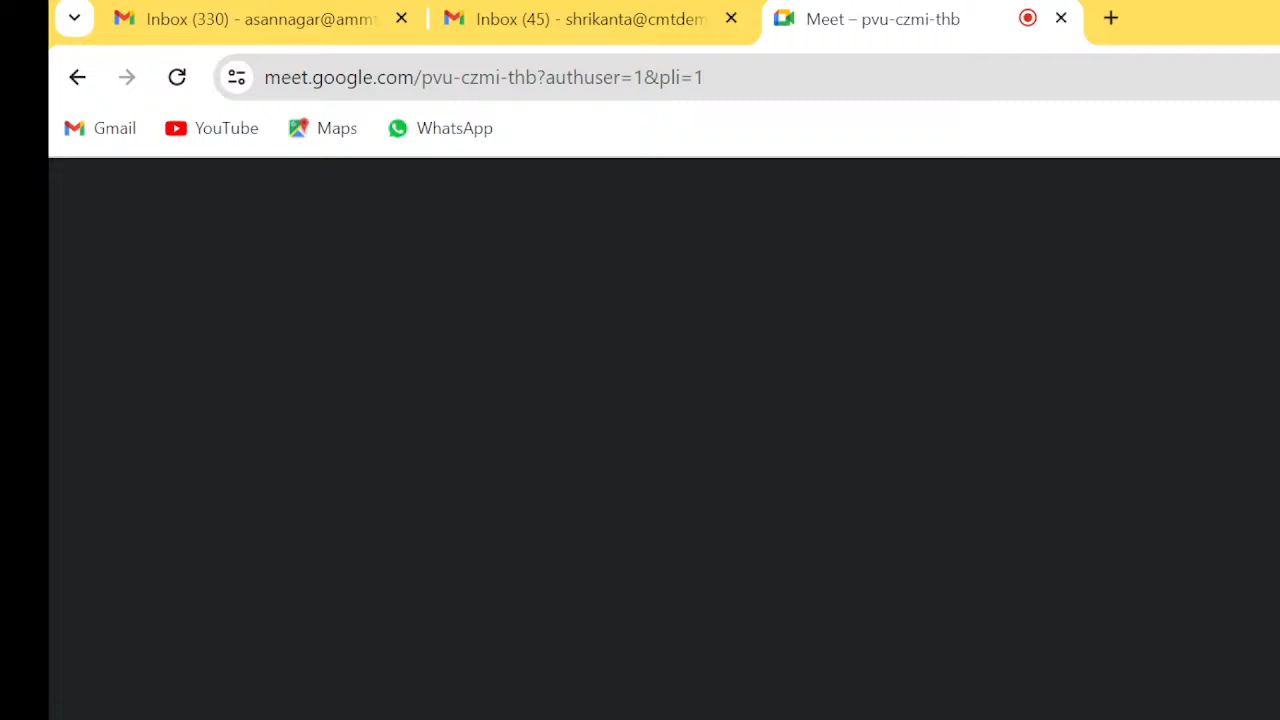 Inbox (330) - asannagar@amm
Inbox (45) - shrikanta@cmtdem
Meet – pvu-czmi-thb
meet.google.com/pvu-czmi-thb?authuser=1&pli=1
Gmail YouTube Maps WhatsApp